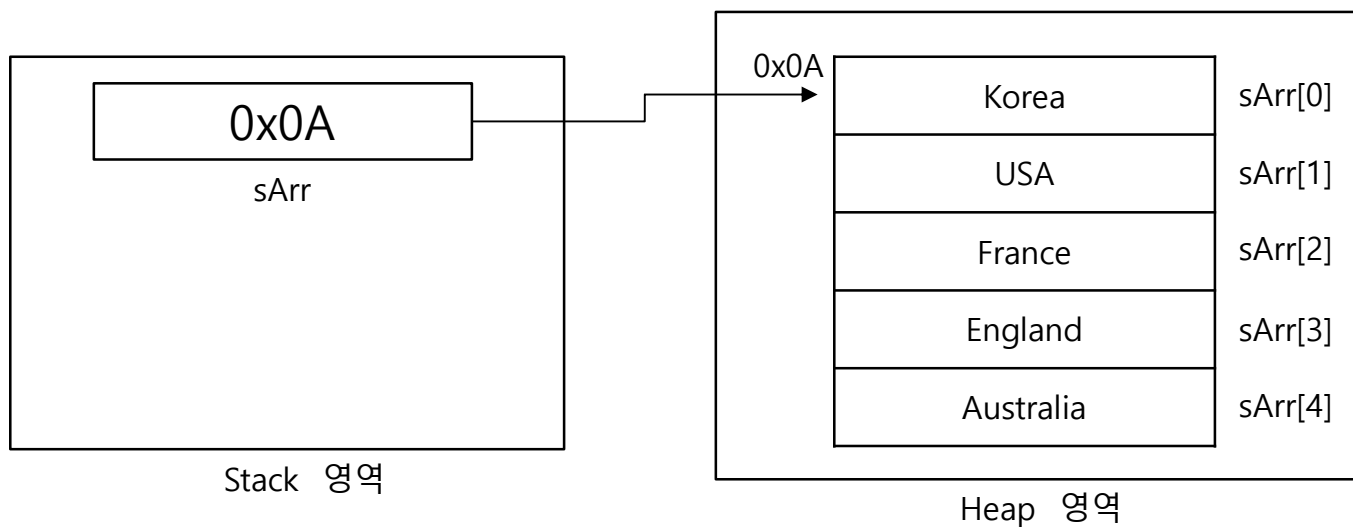 0x0A
sArr
Stack 영역
0x0A
Korea sArr[0]
USA sArr[1]
France sArr[2]
England sArr[3]
Australia sArr[4]
Heap 영역